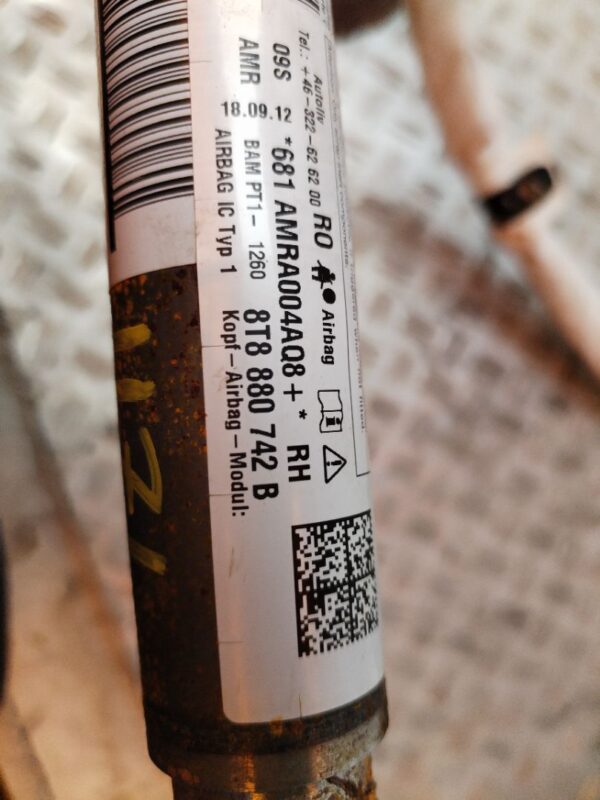 Autoliv
Tel.: +46-322-62 62 00
09S
RO
Airbag
AMR
18.09.12
*681 AMRA004AQ8+*
RH
BAM PT1- 1260
8T8 880 742 B
AIRBAG IC Typ 1
Kopf-Airbag-Modul: